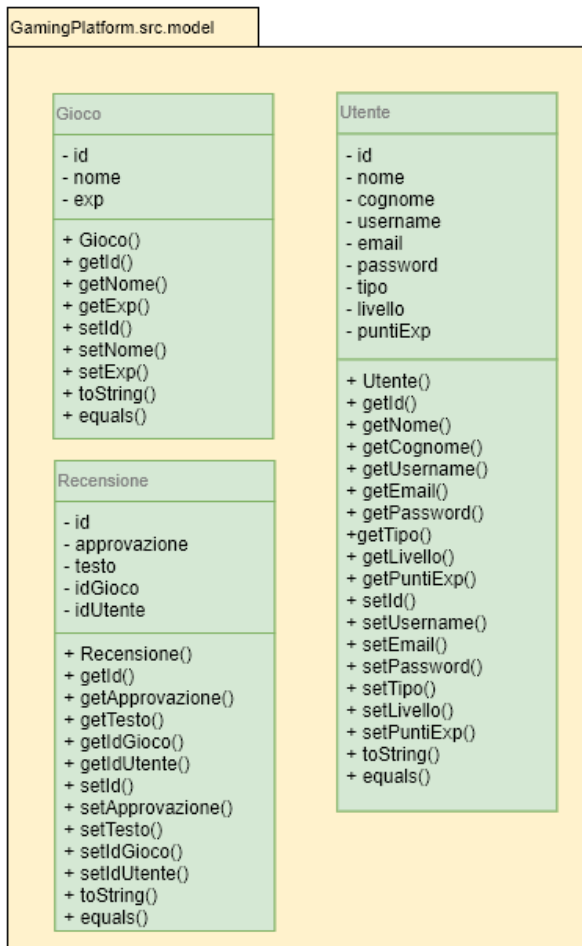 GamingPlatform.src.model
Gioco
- id
- nome
- exp
+ Gioco()
+ getId()
+ getNome()
+ getExp()
+ setId()
+ setNome()
+ setExp()
+ toString()
+ equals()
Recensione
- id
- approvazione
- testo
- idGioco
- idUtente
+ Recensione()
+ getId()
+ getApprovazione()
+ getTesto()
+ getIdGioco()
+ getIdUtente()
+ setId()
+ setApprovazione()
+ setTesto()
+ setIdGioco()
+ setIdUtente()
+ toString()
+ equals()
Utente
- id
- nome
- cognome
- username
- email
- password
- tipo
- livello
- puntiExp
+ Utente()
+ getId()
+ getNome()
+ getCognome()
+ getUsername()
+ getEmail()
+ getPassword()
+getTipo()
+ getLivello()
+ getPuntiExp()
+ setId()
+ setUsername()
+ setEmail()
+ setPassword()
+ setTipo()
+ setLivello()
+ setPuntiExp()
+ toString()
+ equals()